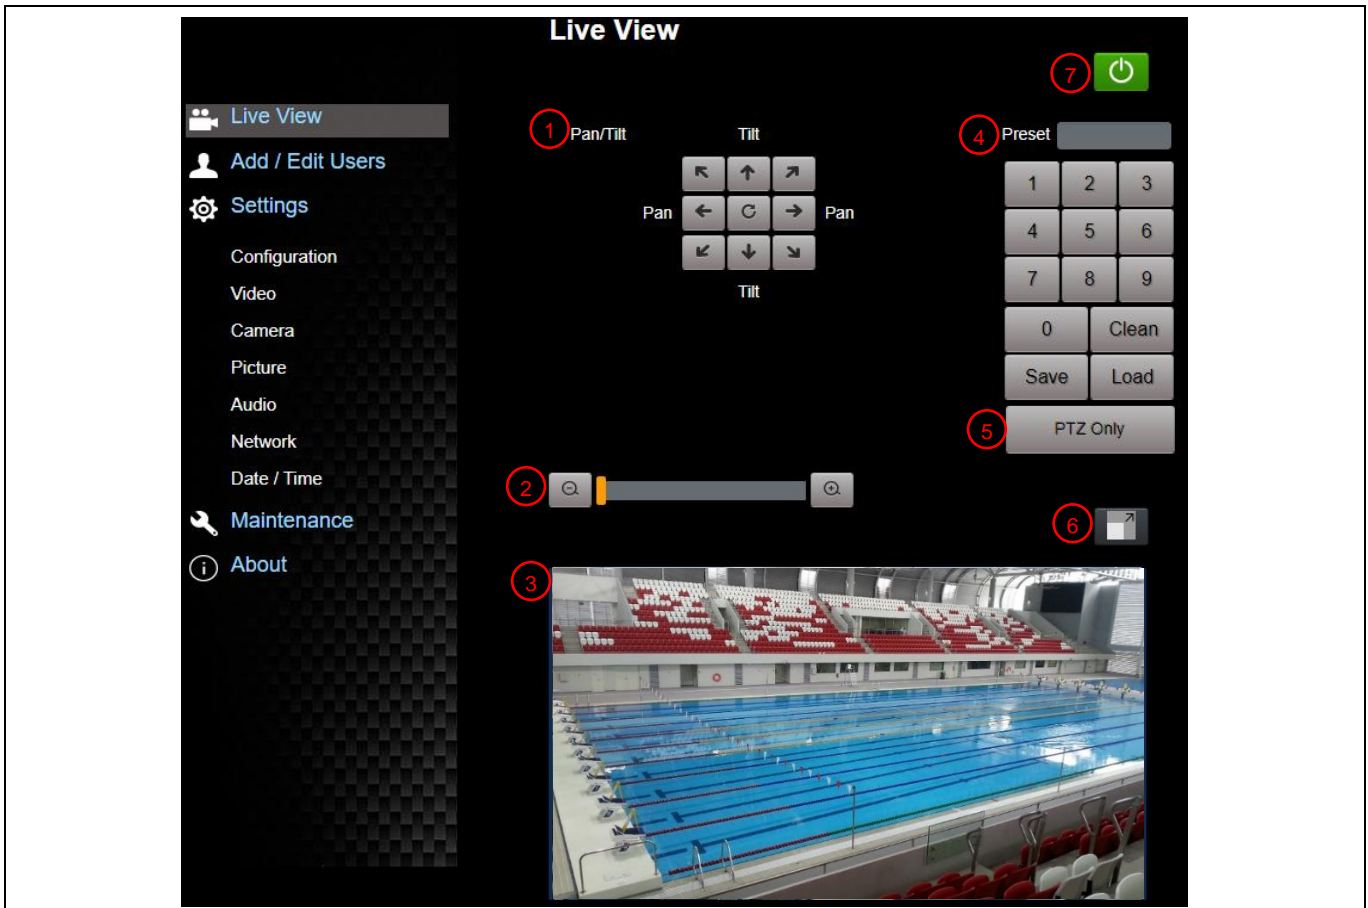 Live View
7
Live View
Add / Edit Users
Settings
Configuration
Video
Camera
Picture
Audio
Network
Date / Time
Maintenance
About
1 Pan/Tilt Tilt
Pan Pan
Tilt
4 Preset
1 2 3
4 5 6
7 8 9
0 Clean
Save Load
5 PTZ Only
2
6
3